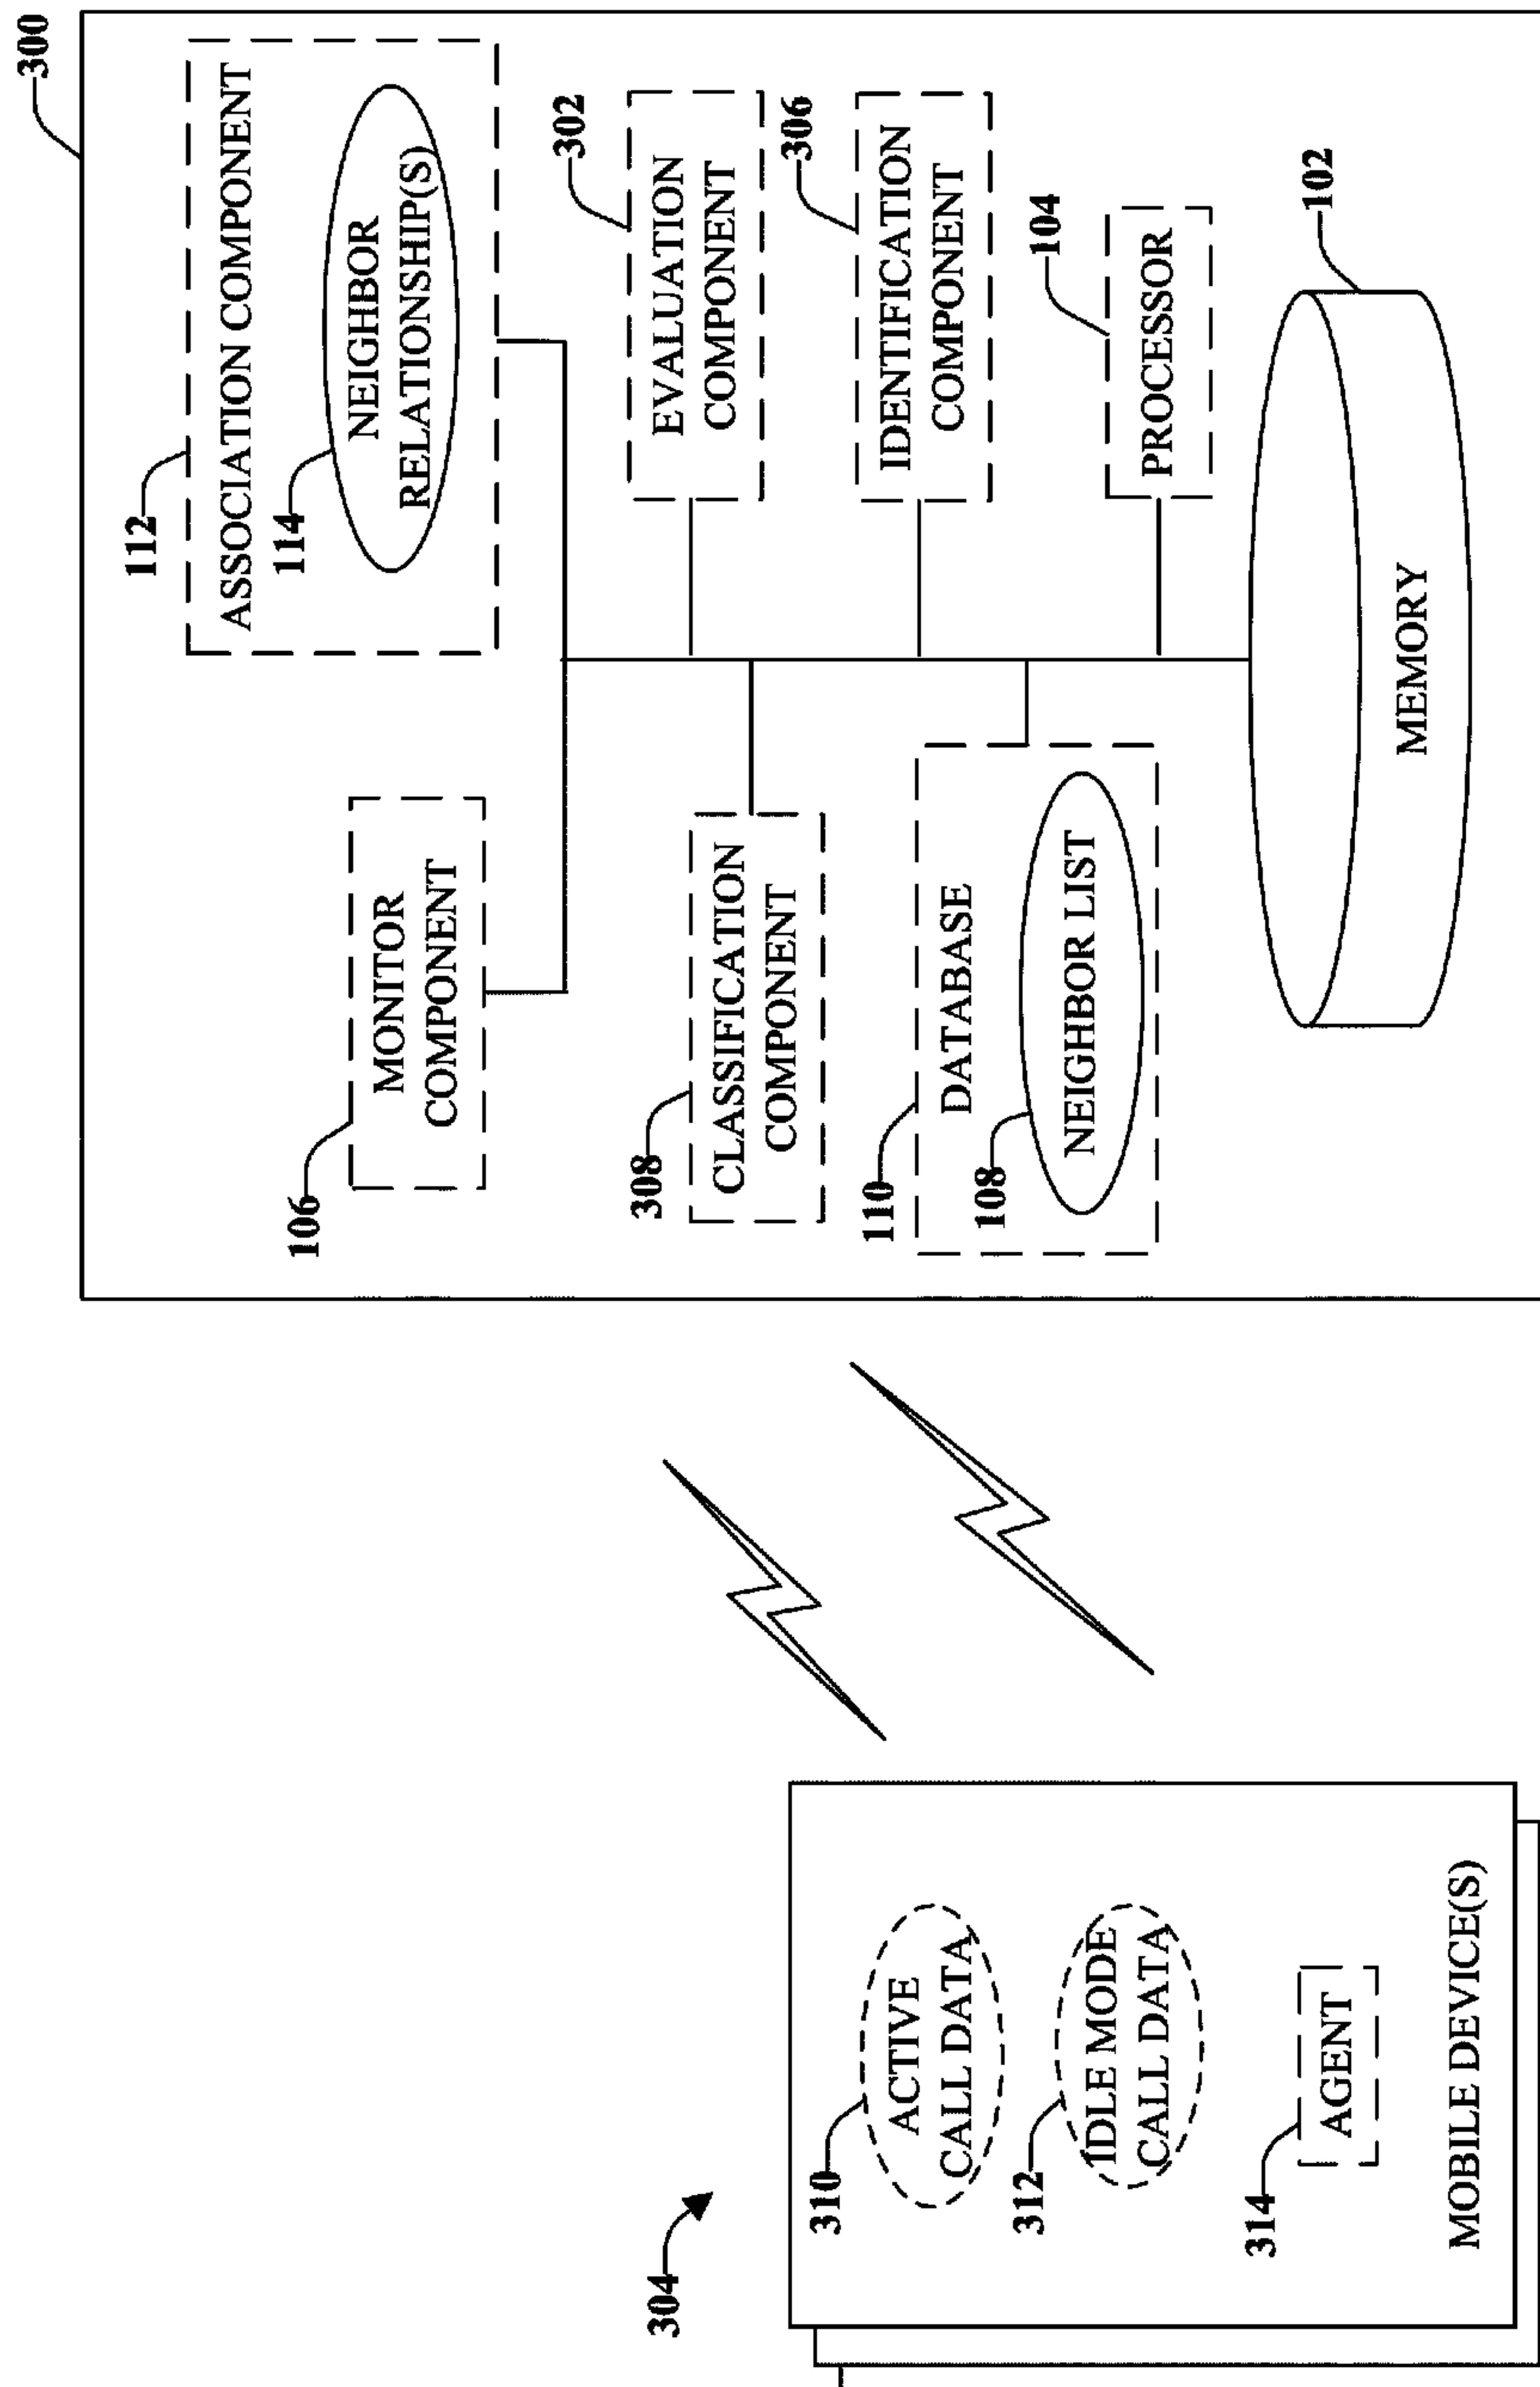 300
112
ASSOCIATION COMPONENT
114
NEIGHBOR
RELATIONSHIP(S)
106
MONITOR
COMPONENT
302
EVALUATION
COMPONENT
308
CLASSIFICATION
COMPONENT
306
IDENTIFICATION
COMPONENT
110
DATABASE
108
NEIGHBOR LIST
104
PROCESSOR
102
MEMORY
304
310
ACTIVE
CALL DATA
312
IDLE MODE
CALL DATA
314
AGENT
MOBILE DEVICE(S)